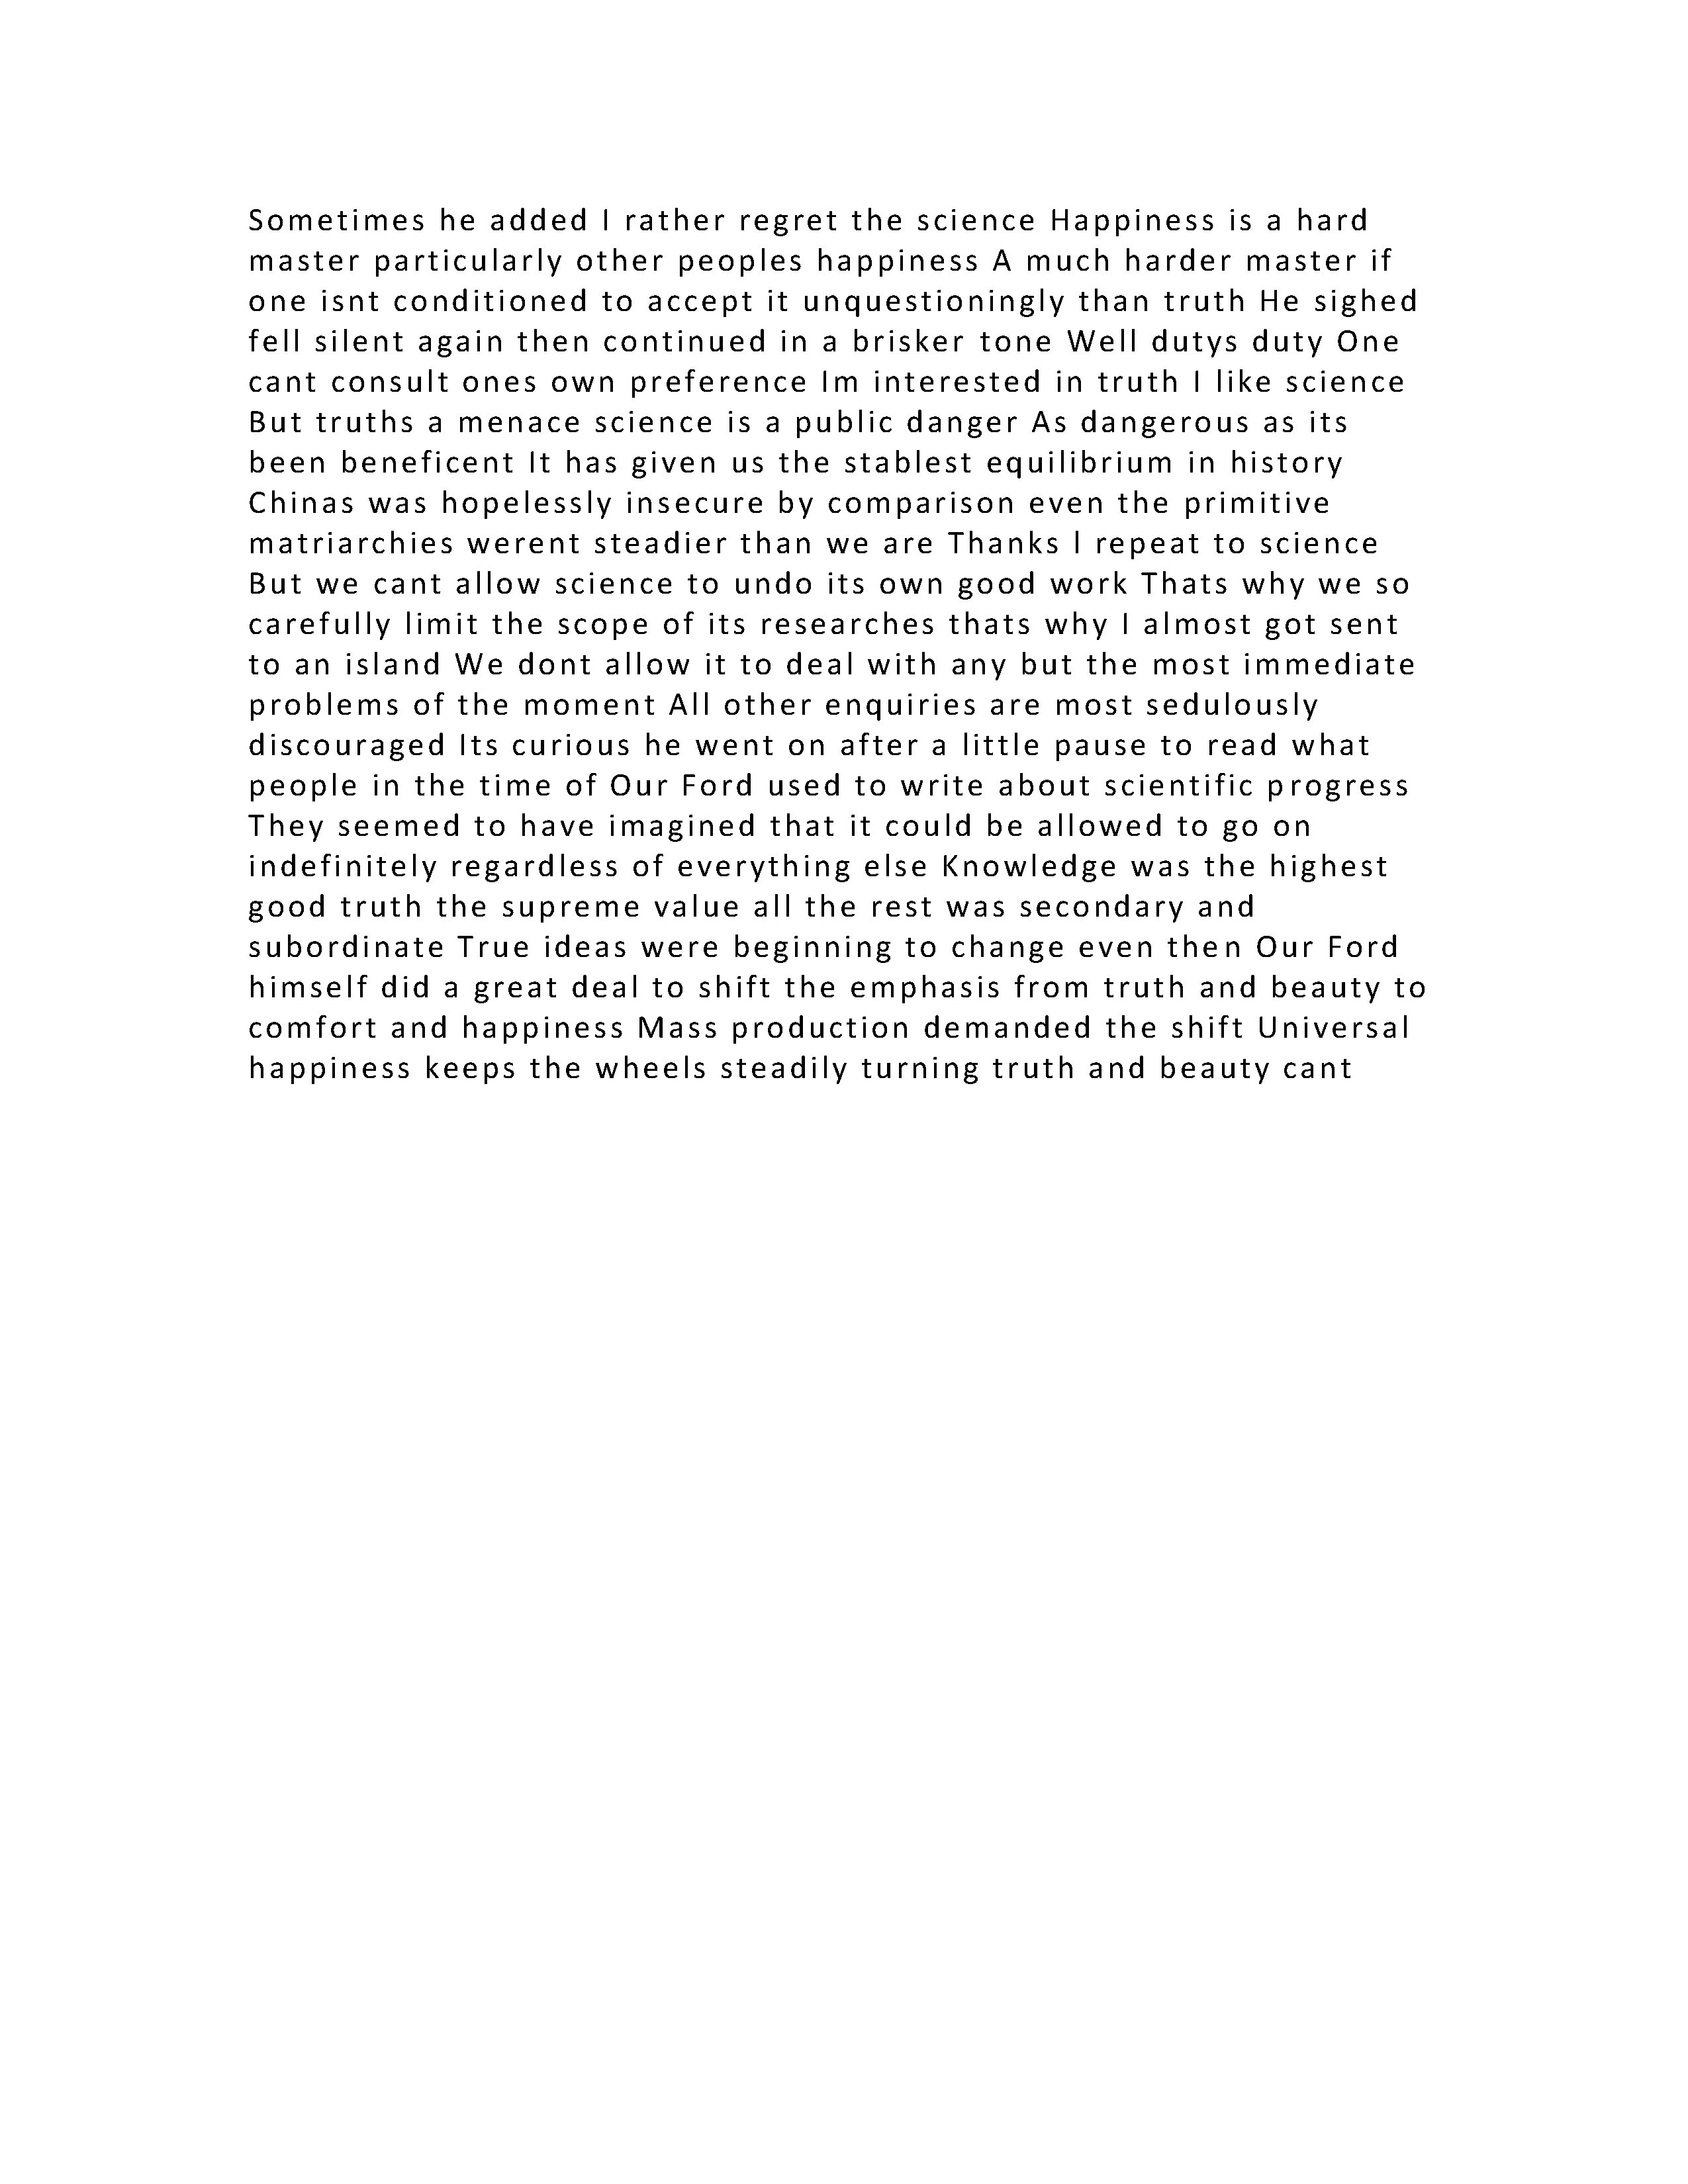 Sometimes he added I rather regret the science Happiness is a hard
master particularly other peoples happiness A much harder master if
one isnt conditioned to accept it unquestioningly than truth He sighed
fell silent again then continued in a brisker tone Well dutys duty One
cant consult ones own preference Im interested in truth I like science
But truths a menace science is a public danger As dangerous as its
been beneficent It has given us the stablest equilibrium in history
Chinas was hopelessly insecure by comparison even the primitive
matriarchies werent steadier than we are Thanks I repeat to science
But we cant allow science to undo its own good work Thats why we so
carefully limit the scope of its researches thats why I almost got sent
to an island We dont allow it to deal with any but the most immediate
problems of the moment All other enquiries are most sedulously
discouraged Its curious he went on after a little pause to read what
people in the time of Our Ford used to write about scientific progress
They seemed to have imagined that it could be allowed to go on
indefinitely regardless of everything else Knowledge was the highest
good truth the supreme value all the rest was secondary and
subordinate True ideas were beginning to change even then Our Ford
himself did a great deal to shift the emphasis from truth and beauty to
comfort and happiness Mass production demanded the shift Universal
happiness keeps the wheels steadily turning truth and beauty cant